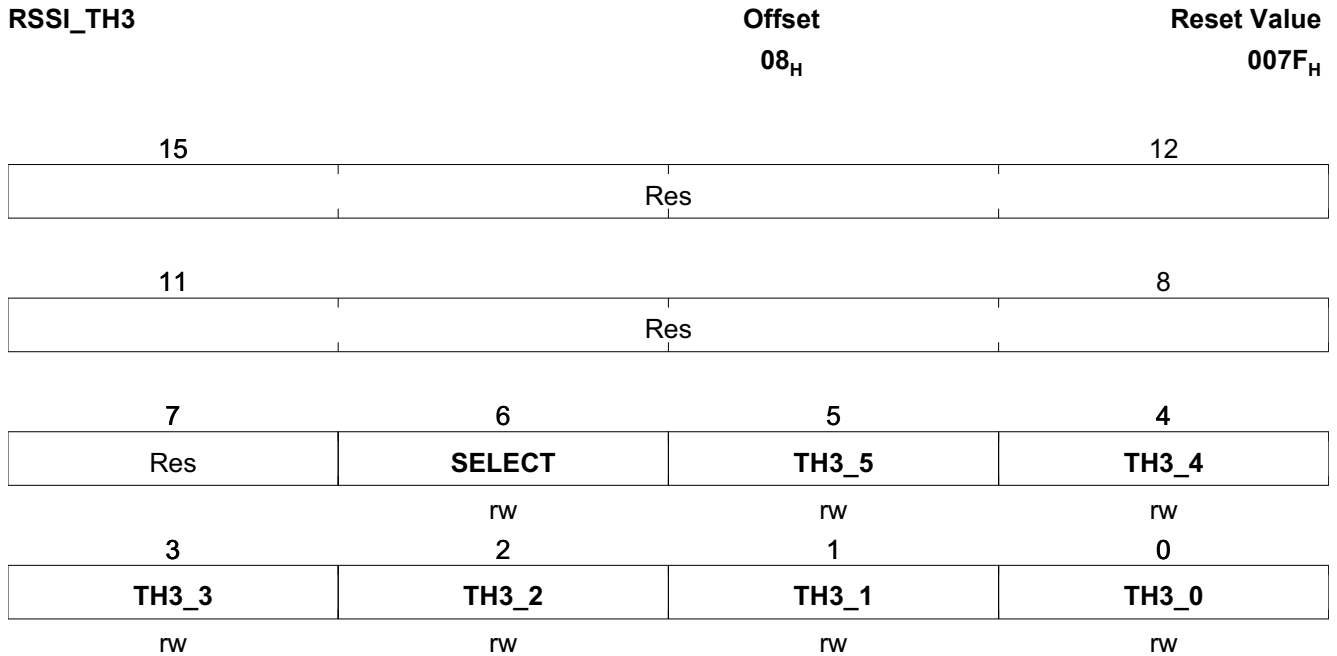 RSSI_TH3 Offset Reset Value
08H 007FH
15 12
Res
11 8
Res
7 6 5 4
Res SELECT TH3_5 TH3_4
rw rw rw
3 2 1 0
TH3_3 TH3_2 TH3_1 TH3_0
rw rw rw rw